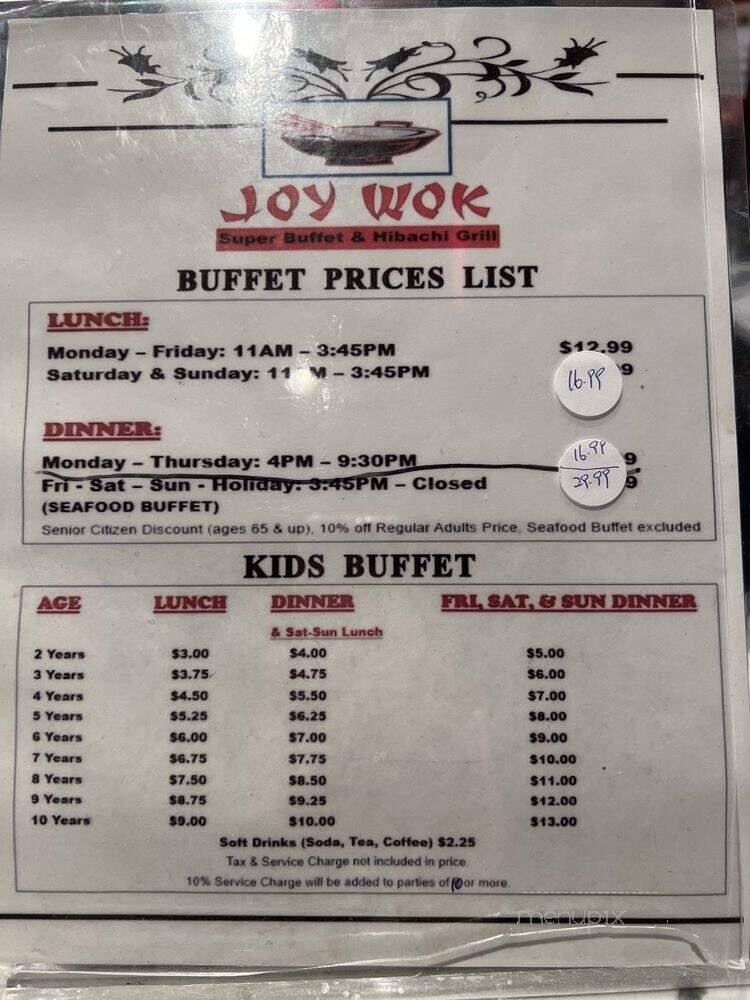 JOY WOK
Super Buffet & Hibachi Grill
BUFFET PRICES LIST
LUNCH:
Monday – Friday: 11AM – 3:45PM $12.99
Saturday & Sunday: 11 M – 3:45PM 16.99 9
DINNER:
Monday – Thursday: 4PM – 9:30PM 16.99 9
Fri - Sat – Sun - Holiday: 3:45PM – Closed 29.99 9
(SEAFOOD BUFFET)
Senior Citizen Discount (ages 65 & up), 10% off Regular Adults Price, Seafood Buffet excluded
KIDS BUFFET
AGE LUNCH DINNER FRI, SAT, & SUN DINNER
& Sat-Sun Lunch
2 Years $3.00 $4.00 $5.00
3 Years $3.75 $4.75 $6.00
4 Years $4.50 $5.50 $7.00
5 Years $5.25 $6.25 $8.00
6 Years $6.00 $7.00 $9.00
7 Years $6.75 $7.75 $10.00
8 Years $7.50 $8.50 $11.00
9 Years $8.75 $9.25 $12.00
10 Years $9.00 $10.00 $13.00
Soft Drinks (Soda, Tea, Coffee) $2.25
Tax & Service Charge not included in price
10% Service Charge will be added to parties of 10 or more
menupix